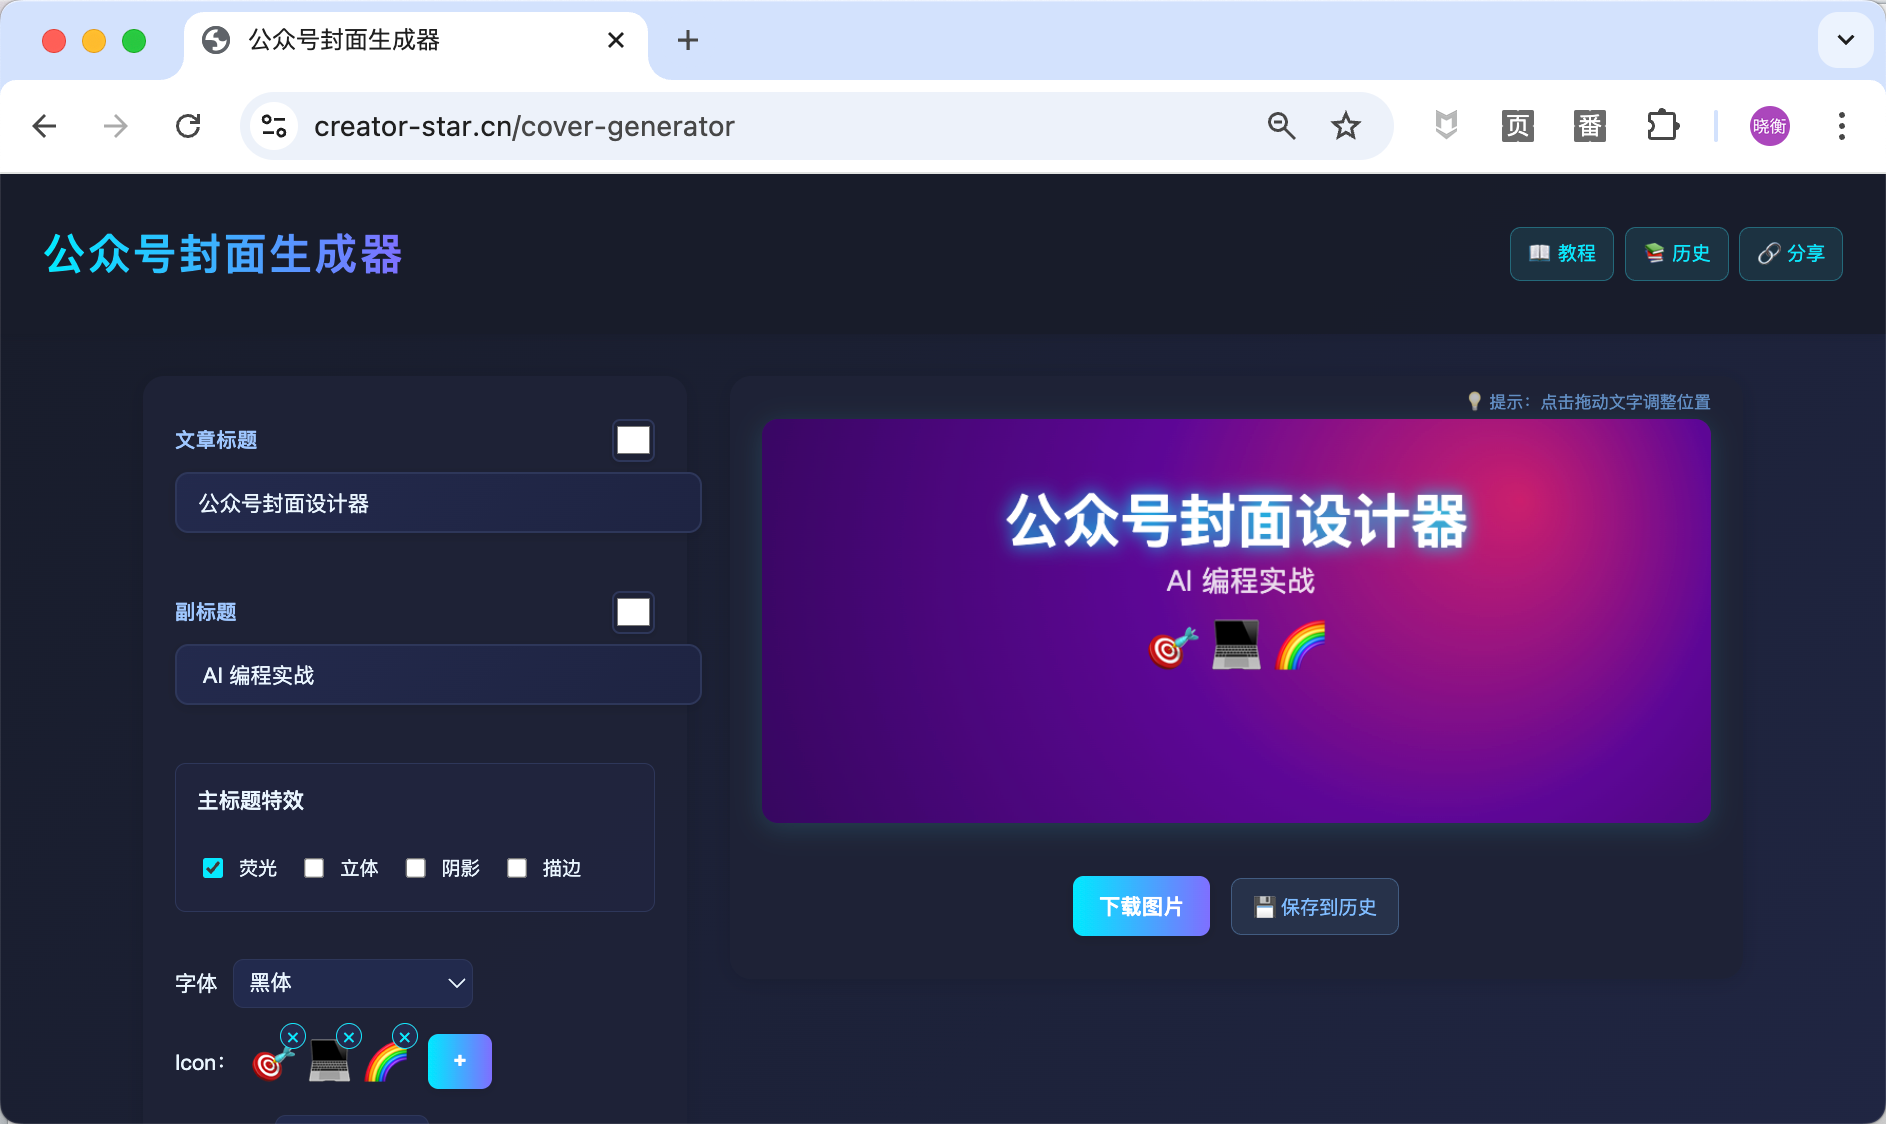 公众号封面生成器
creator-star.cn/cover-generator
页
番
晓衡
公众号封面生成器
教程
历史
分享
文章标题
公众号封面设计器
副标题
AI 编程实战
主标题特效
荧光 立体 阴影 描边
字体 黑体
Icon：
+
提示：点击拖动文字调整位置
公众号封面设计器
AI 编程实战
下载图片
保存到历史